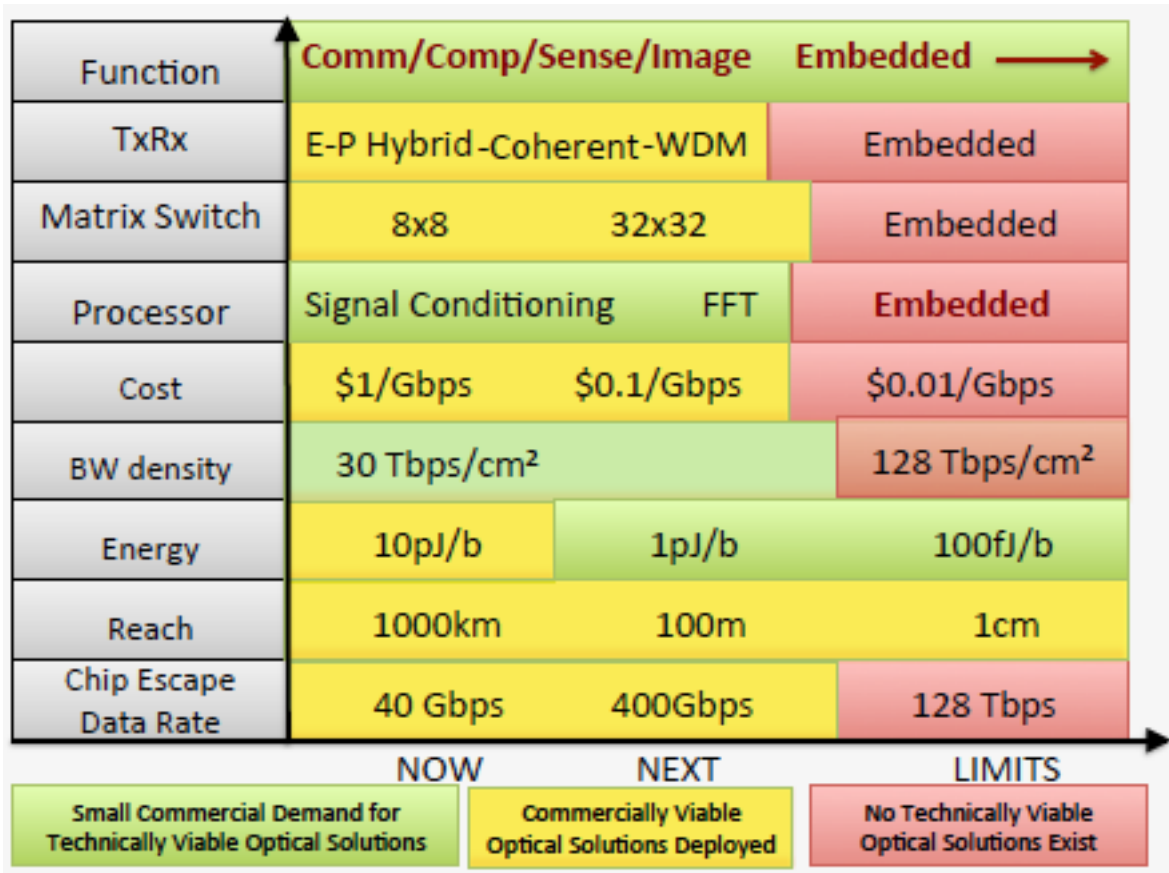 Function Comm/Comp/Sense/Image Embedded
TxRx E-P Hybrid-Coherent-WDM Embedded
Matrix Switch 8x8 32x32 Embedded
Processor Signal Conditioning FFT Embedded
Cost $1/Gbps $0.1/Gbps $0.01/Gbps
BW density 30 Tbps/cm² 128 Tbps/cm²
Energy 10pJ/b 1pJ/b 100fJ/b
Reach 1000km 100m 1cm
Chip Escape
Data Rate 40 Gbps 400Gbps 128 Tbps
NOW NEXT LIMITS
Small Commercial Demand for
Technically Viable Optical Solutions
Commercially Viable
Optical Solutions Deployed
No Technically Viable
Optical Solutions Exist